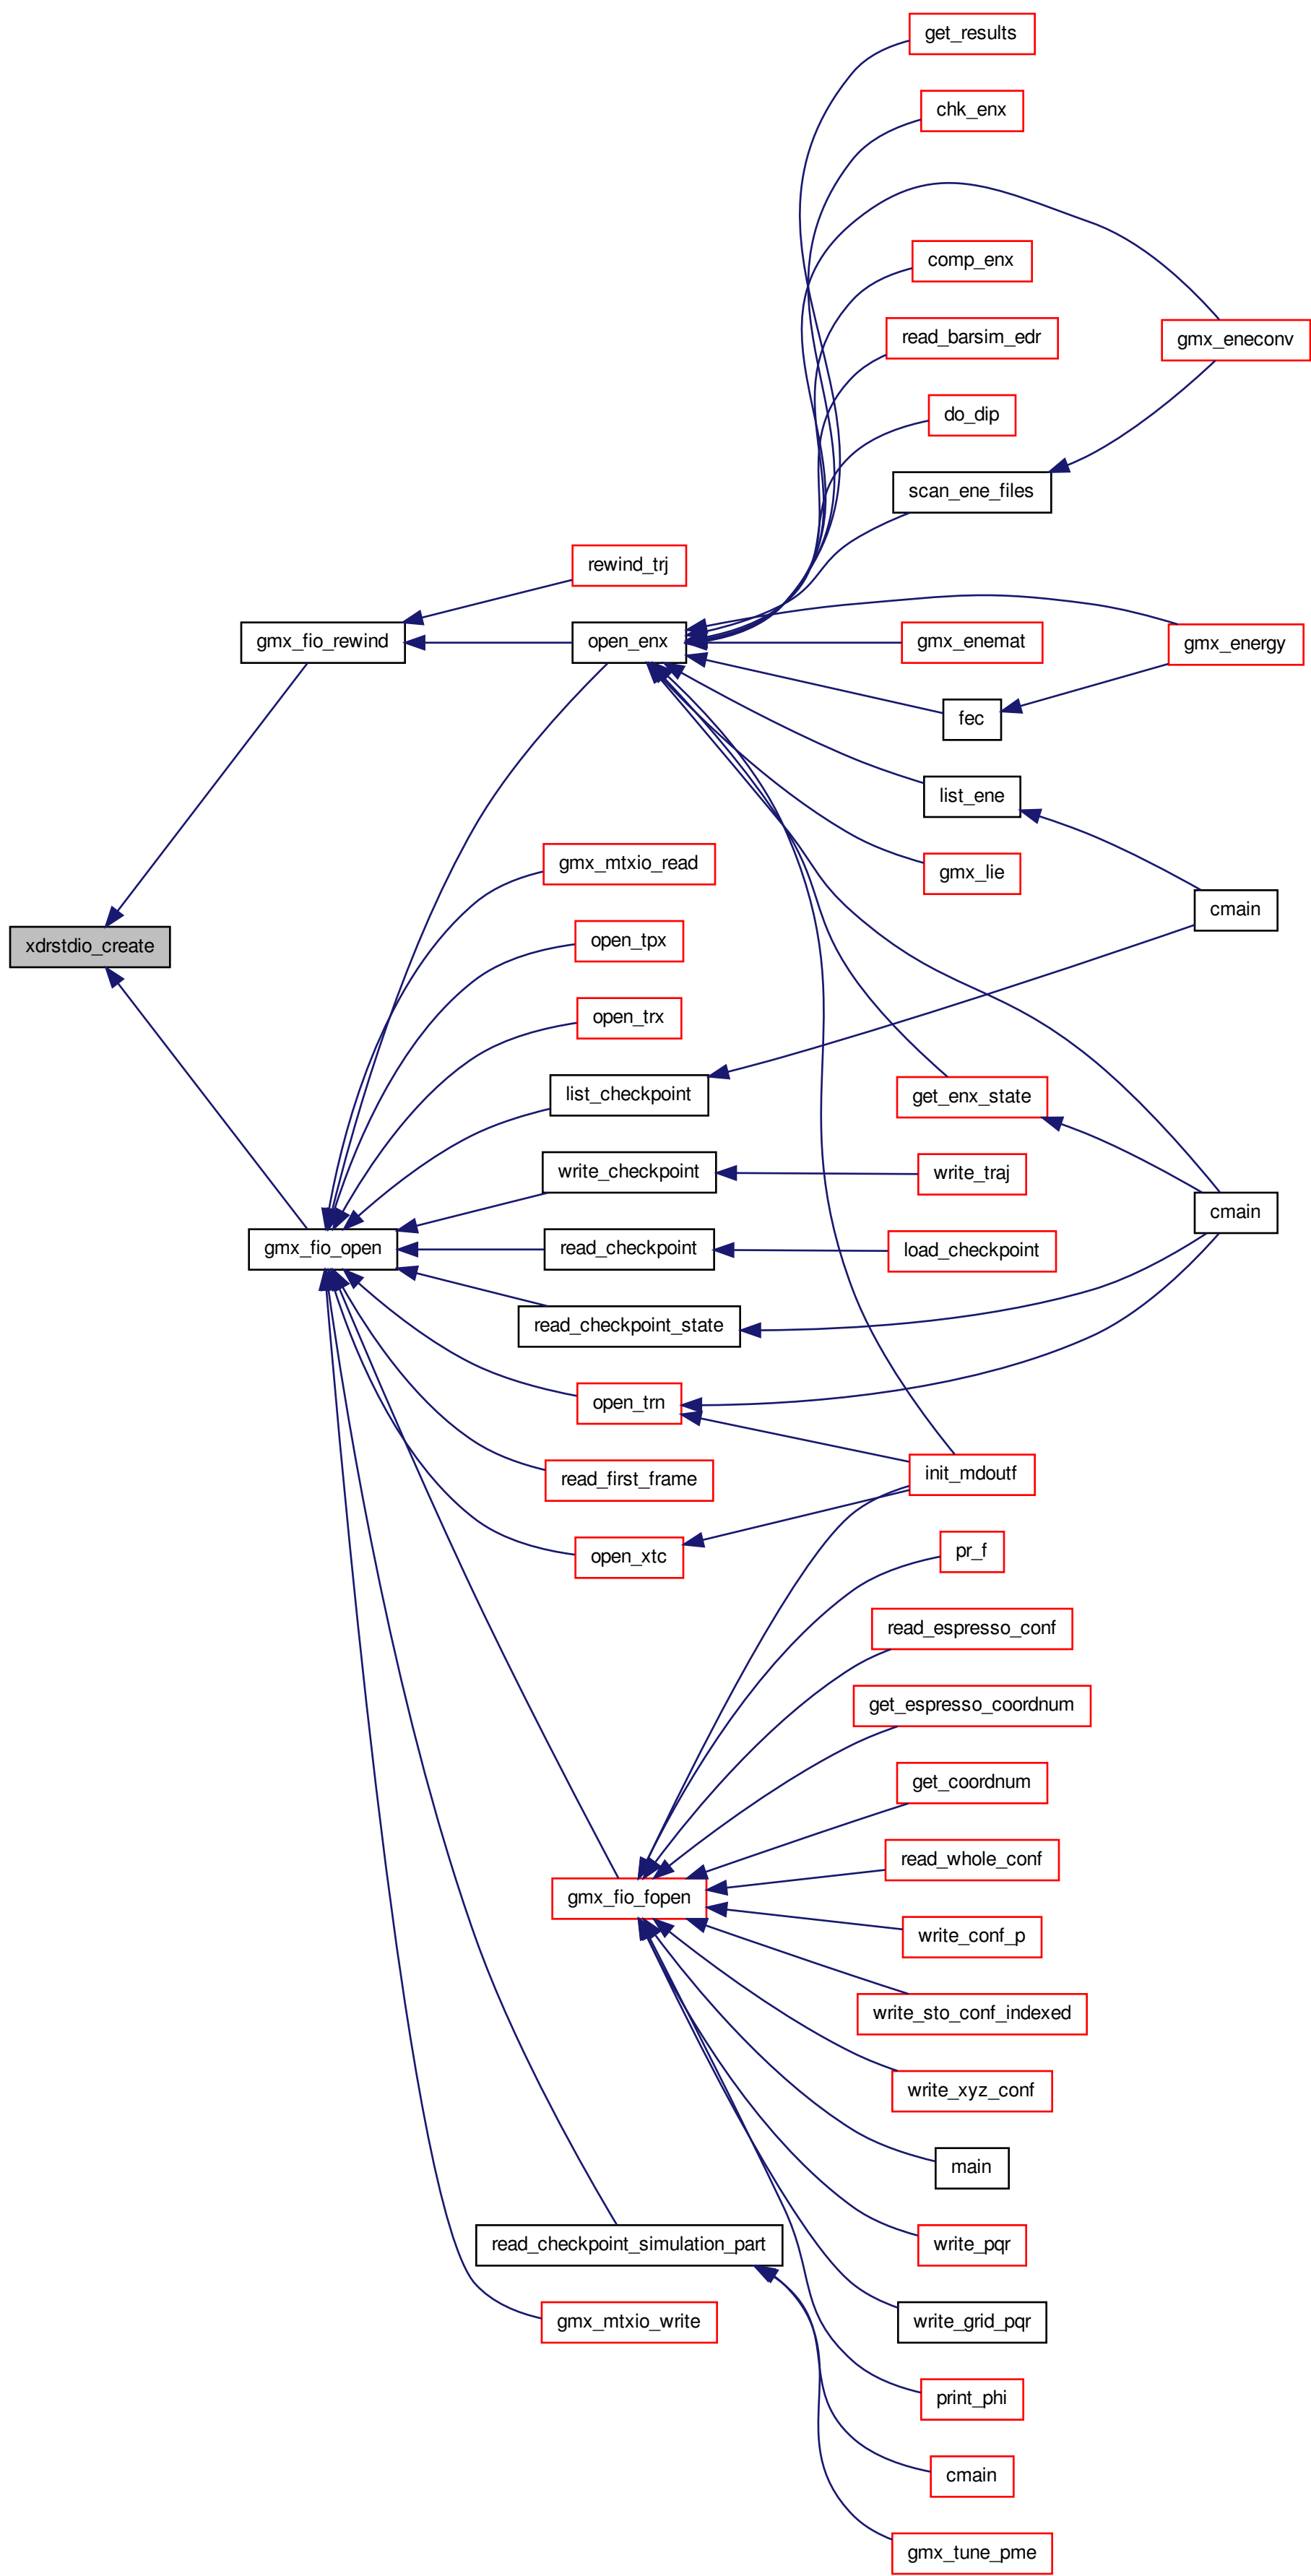 get_results
chk_enx
comp_enx
read_barsim_edr
gmx_eneconv
do_dip
scan_ene_files
rewind_trj
gmx_fio_rewind
open_enx
gmx_enemat
gmx_energy
fec
list_ene
gmx_mtxio_read
gmx_lie
cmain
xdrstdio_create
open_tpx
open_trx
list_checkpoint
get_enx_state
write_checkpoint
write_traj
cmain
gmx_fio_open
read_checkpoint
load_checkpoint
read_checkpoint_state
open_trn
read_first_frame
init_mdoutf
open_xtc
pr_f
read_espresso_conf
get_espresso_coordnum
get_coordnum
read_whole_conf
gmx_fio_fopen
write_conf_p
write_sto_conf_indexed
write_xyz_conf
main
read_checkpoint_simulation_part
write_pqr
gmx_mtxio_write
write_grid_pqr
print_phi
cmain
gmx_tune_pme